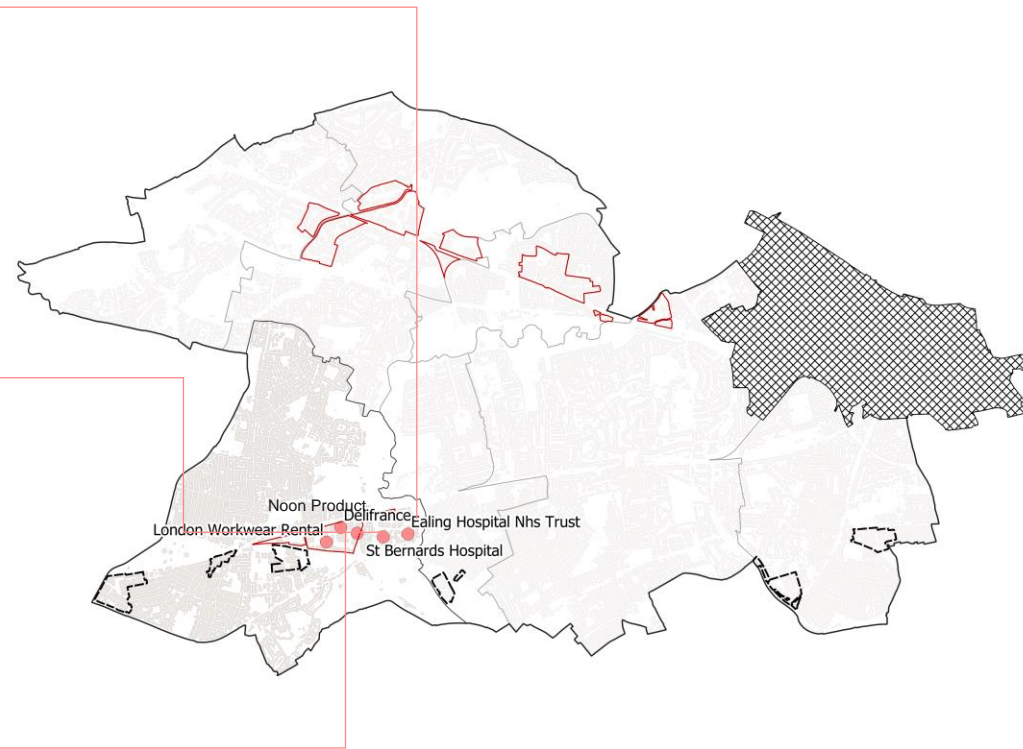 Noon Product
Delifrance
Ealing Hospital Nhs Trust
London Workwear Rental
St Bernards Hospital